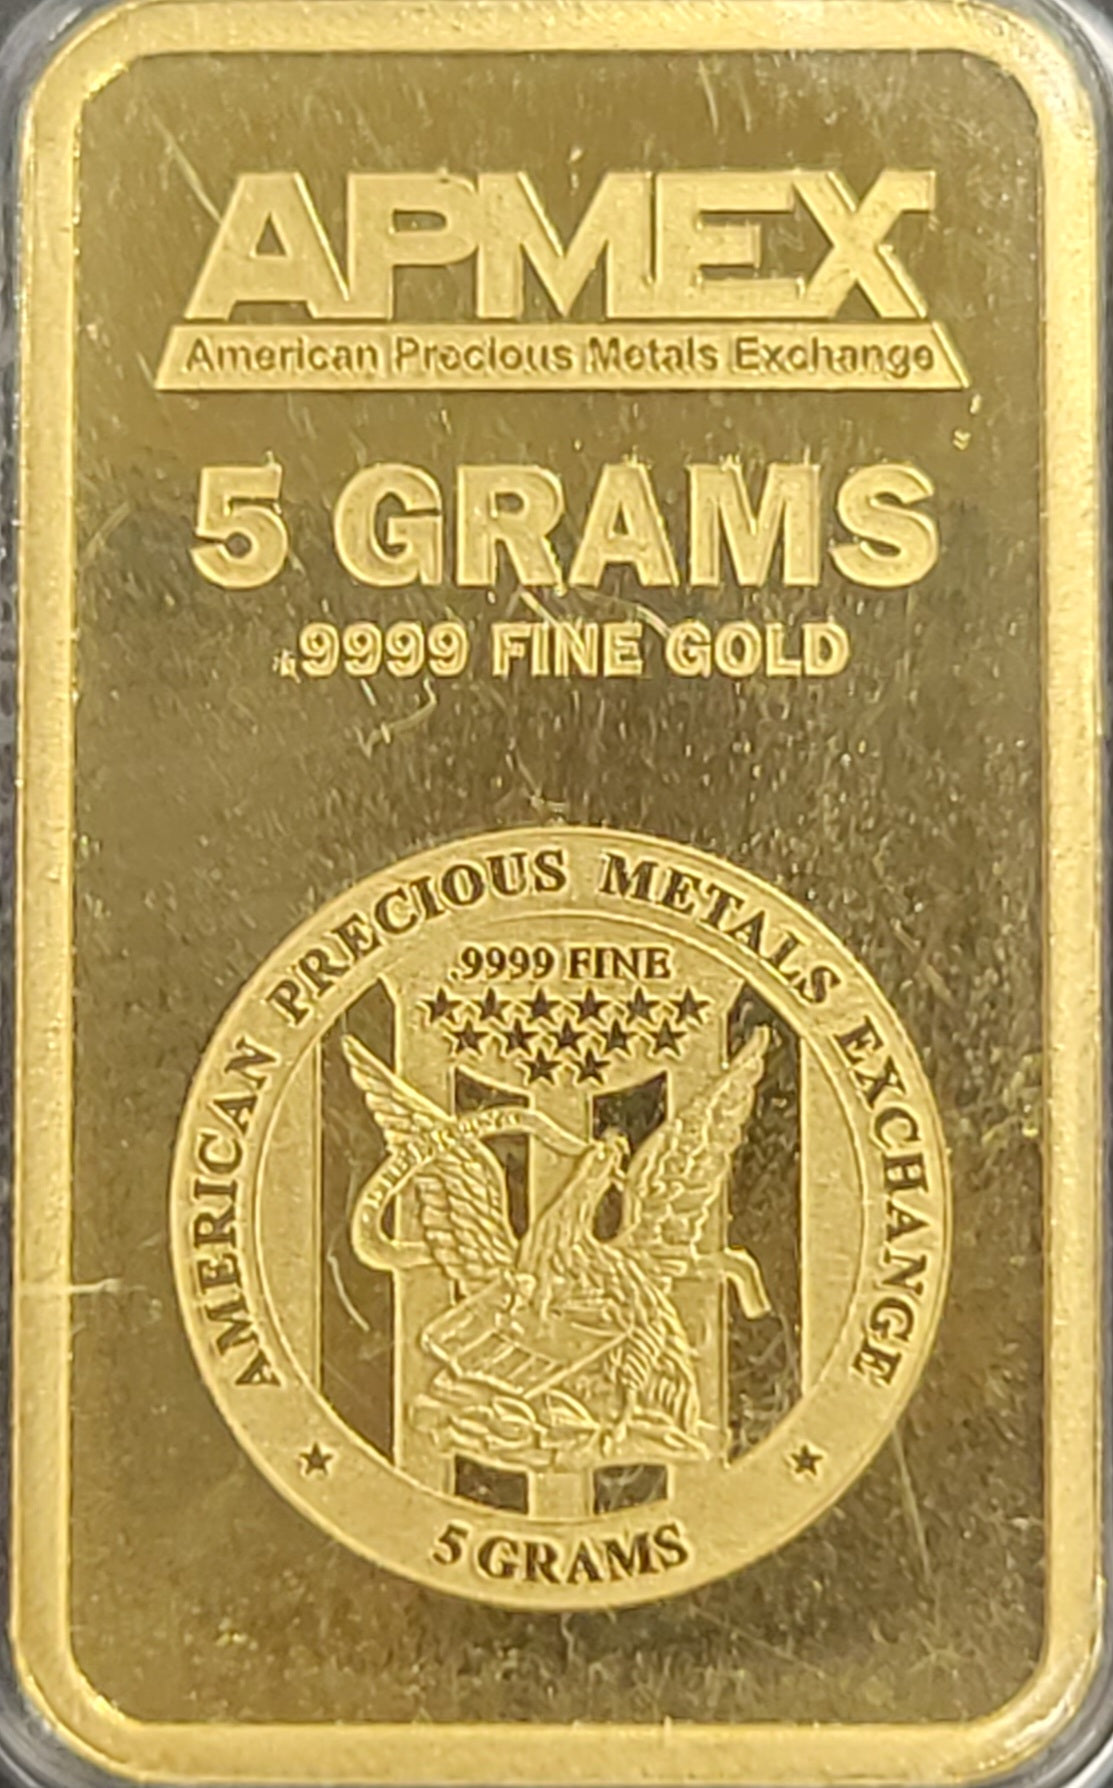 APMEX
American Precious Metals Exchange
5 GRAMS
.9999 FINE GOLD
AMERICAN PRECIOUS METALS EXCHANGE
.9999 FINE
5 GRAMS